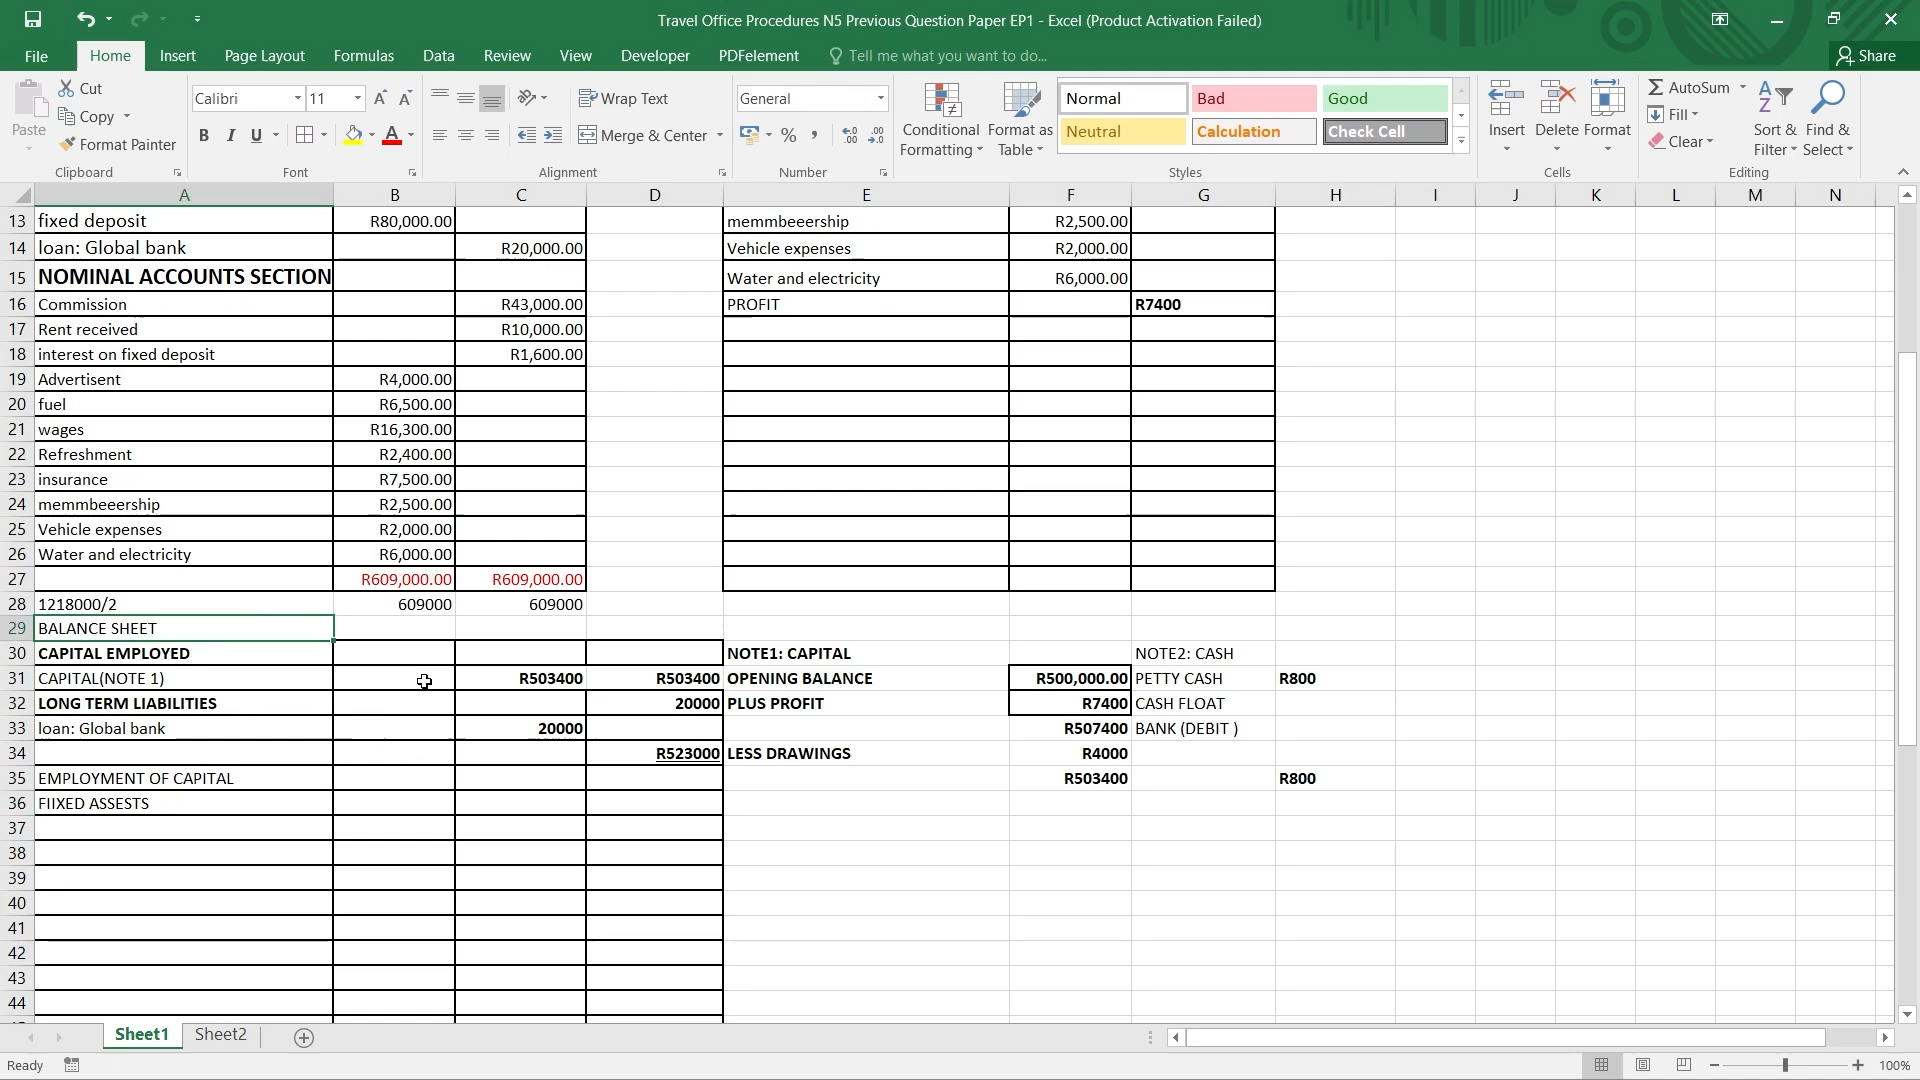 Travel Office Procedures N5 Previous Question Paper EP1 - Excel (Product Activation Failed)
File Home Insert Page Layout Formulas Data Review View Developer PDFelement Tell me what you want to do... Share
Paste Cut Copy Format Painter Clipboard
Calibri 11 B I U A Font
Wrap Text Merge & Center Alignment
General % , Number
Conditional Formatting Format as Table
Normal Bad Good
Neutral Calculation Check Cell
Styles
Insert Delete Format Cells
AutoSum Fill Clear Sort & Filter Find & Select Editing
A B C D E F G H I J K L M N
13 fixed deposit R80,000.00 memmbeeership R2,500.00
14 loan: Global bank R20,000.00 Vehicle expenses R2,000.00
15 NOMINAL ACCOUNTS SECTION Water and electricity R6,000.00
16 Commission R43,000.00 PROFIT R7400
17 Rent received R10,000.00
18 interest on fixed deposit R1,600.00
19 Advertisent R4,000.00
20 fuel R6,500.00
21 wages R16,300.00
22 Refreshment R2,400.00
23 insurance R7,500.00
24 memmbeeership R2,500.00
25 Vehicle expenses R2,000.00
26 Water and electricity R6,000.00
27 R609,000.00 R609,000.00
28 1218000/2 609000 609000
29 BALANCE SHEET
30 CAPITAL EMPLOYED NOTE1: CAPITAL NOTE2: CASH
31 CAPITAL(NOTE 1) R503400 R503400 OPENING BALANCE R500,000.00 PETTY CASH R800
32 LONG TERM LIABILITIES 20000 PLUS PROFIT R7400 CASH FLOAT
33 loan: Global bank 20000 R507400 BANK (DEBIT )
34 R523000 LESS DRAWINGS R4000
35 EMPLOYMENT OF CAPITAL R503400 R800
36 FIIXED ASSESTS
37
38
39
40
41
42
43
44
Sheet1 Sheet2
Ready 100%